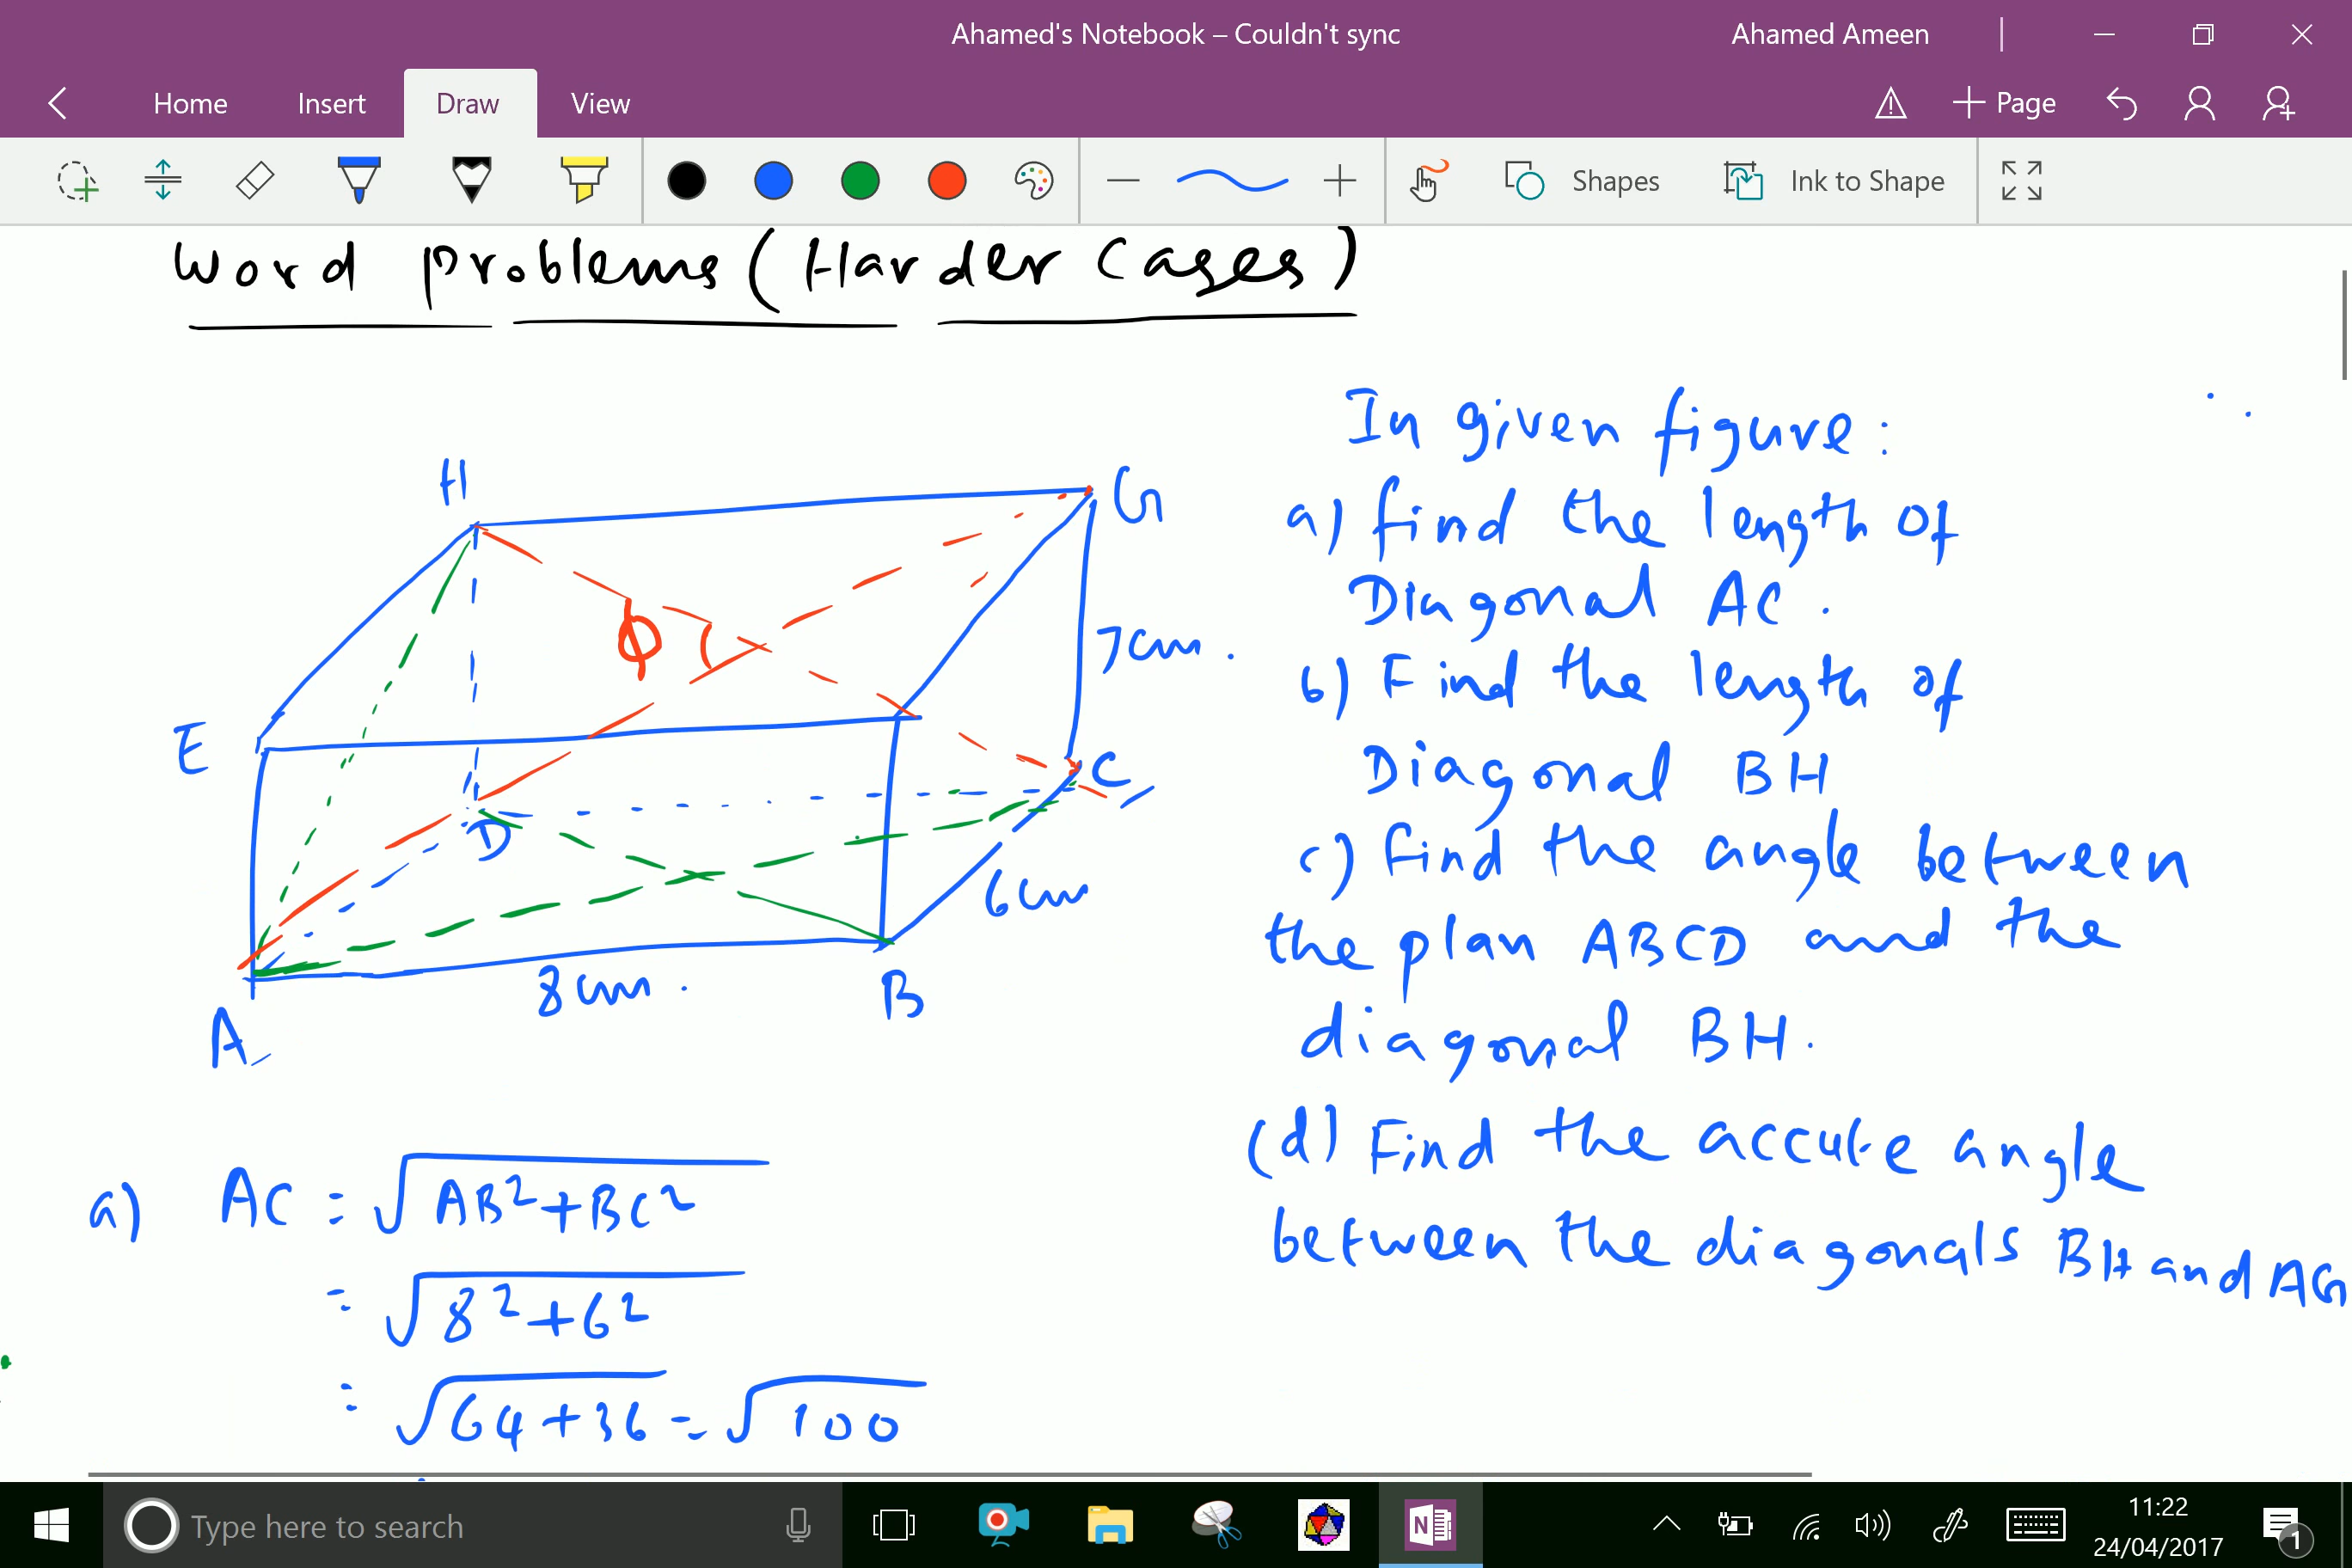 Ahamed's Notebook – Couldn't sync
Ahamed Ameen
Home Insert Draw View
Page
Shapes
Ink to Shape
Word Problems (Harder Cases)
H
G
E
D
C
A
B
ϕ
7cm.
6cm
8cm.
In given figure:
a) find the length of
Diagonal AC.
b) Find the length of
Diagonal BH
c) find the angle between
the plan ABCD and the
diagonal BH.
(d) Find the accute angle
between the diagonals BH and AG
a) AC = √AB²+BC²
= √8²+6²
= √64+36 = √100
Type here to search
N
11:22
24/04/2017
1